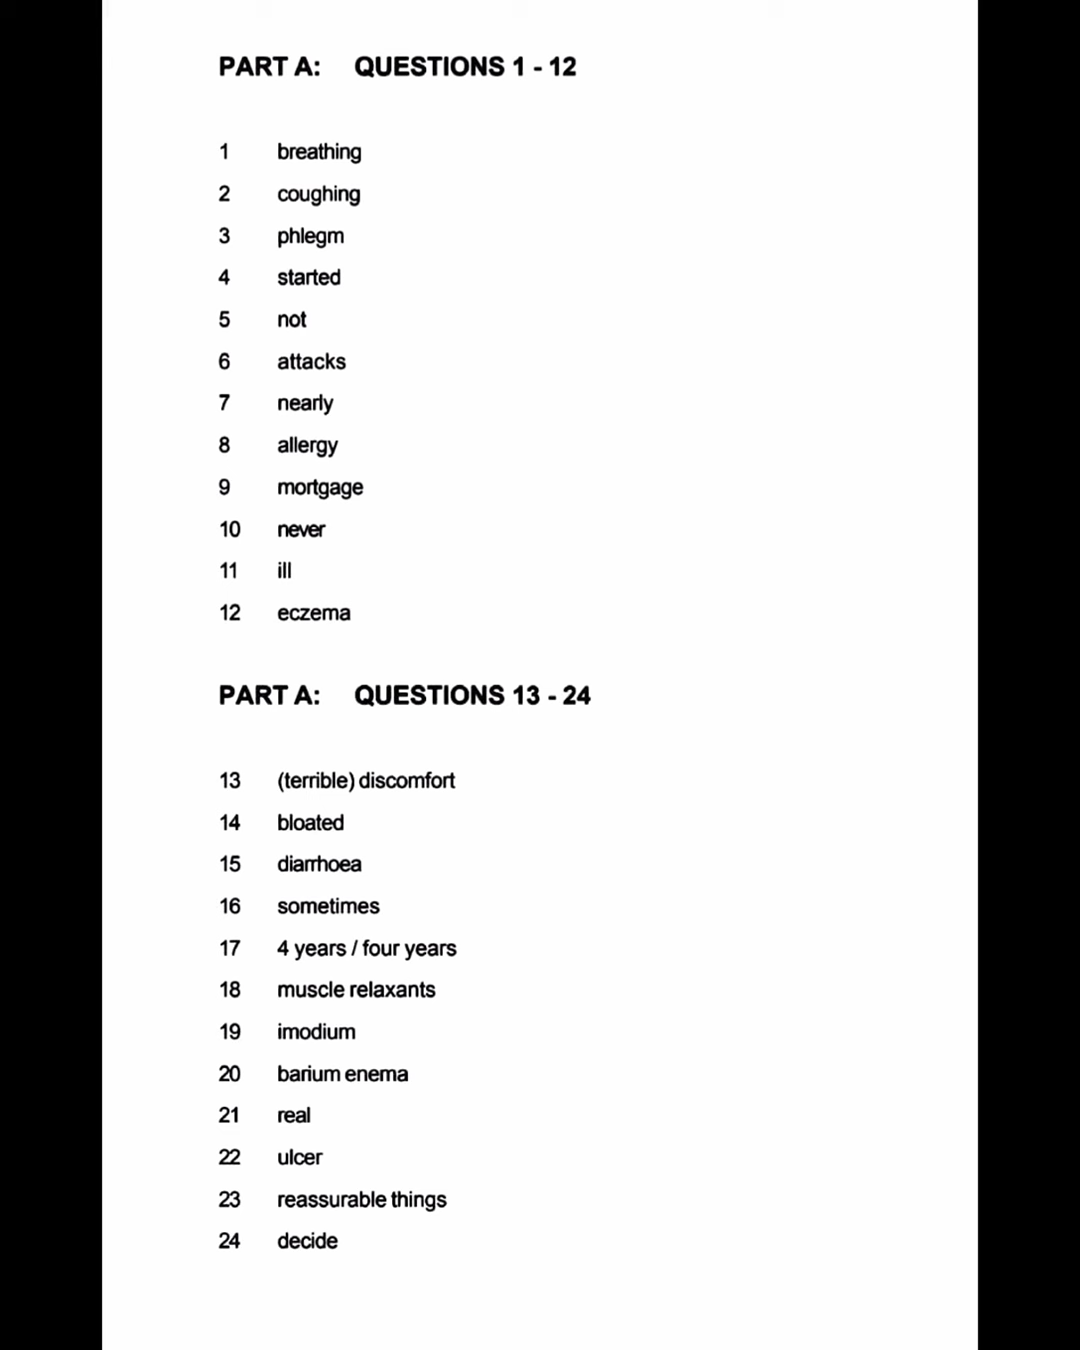 PART A: QUESTIONS 1 - 12
1 breathing
2 coughing
3 phlegm
4 started
5 not
6 attacks
7 nearly
8 allergy
9 mortgage
10 never
11 ill
12 eczema
PART A: QUESTIONS 13 - 24
13 (terrible) discomfort
14 bloated
15 diarrhoea
16 sometimes
17 4 years / four years
18 muscle relaxants
19 imodium
20 barium enema
21 real
22 ulcer
23 reassurable things
24 decide